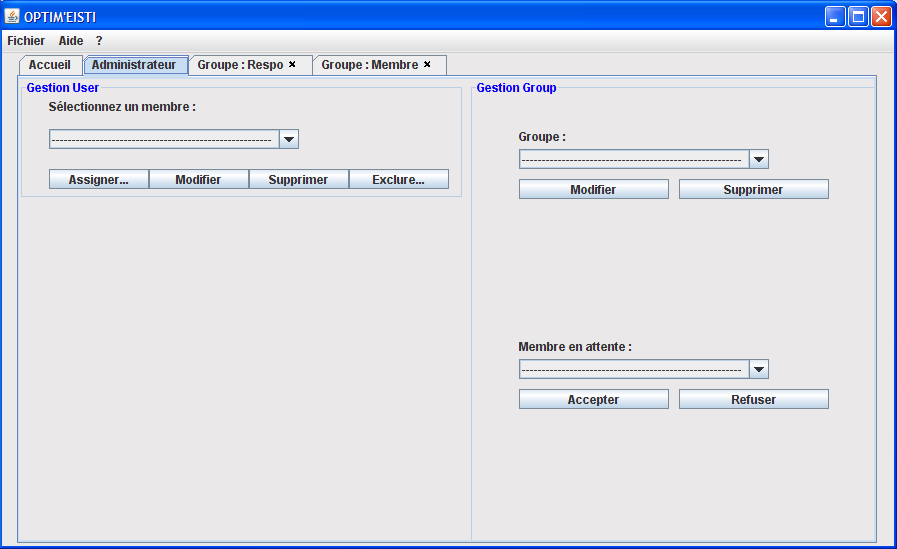 OPTIM'EISTI
Fichier Aide ?
Accueil Administrateur Groupe : Respo × Groupe : Membre ×
Gestion User
Sélectionnez un membre :
--------------------------------------------------------
Assigner... Modifier Supprimer Exclure...
Gestion Group
Groupe :
--------------------------------------------------------
Modifier Supprimer
Membre en attente :
--------------------------------------------------------
Accepter Refuser